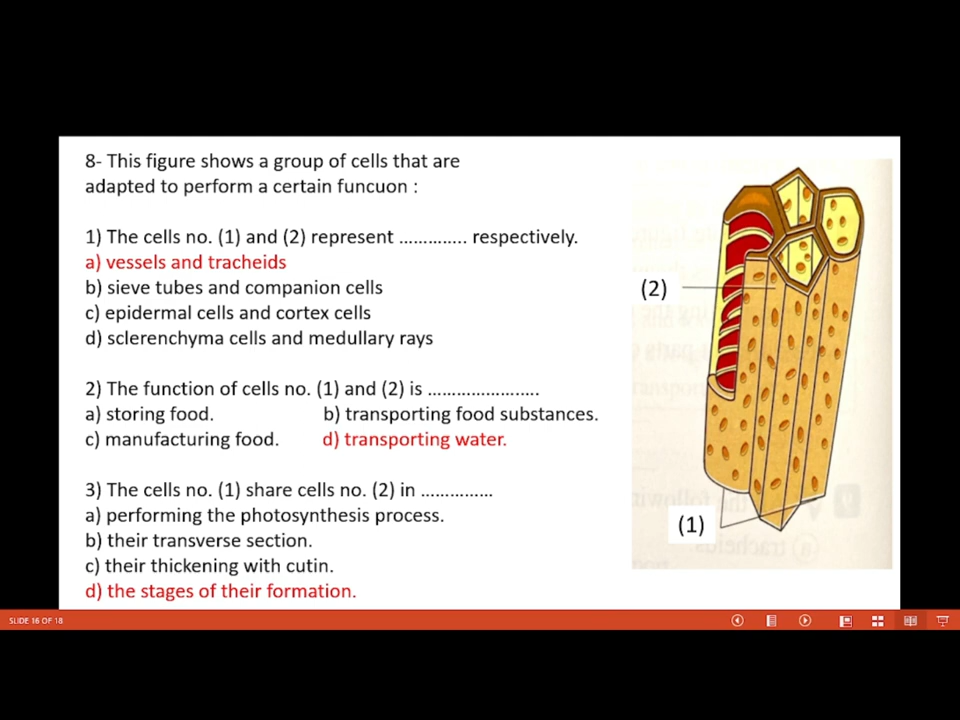 8- This figure shows a group of cells that are
adapted to perform a certain funcuon :
1) The cells no. (1) and (2) represent ............. respectively.
a) vessels and tracheids
b) sieve tubes and companion cells
c) epidermal cells and cortex cells
d) sclerenchyma cells and medullary rays
2) The function of cells no. (1) and (2) is ......................
a) storing food. b) transporting food substances.
c) manufacturing food. d) transporting water.
3) The cells no. (1) share cells no. (2) in ..............
a) performing the photosynthesis process.
b) their transverse section.
c) their thickening with cutin.
d) the stages of their formation.
(2)
(1)
SLIDE 16 OF 18